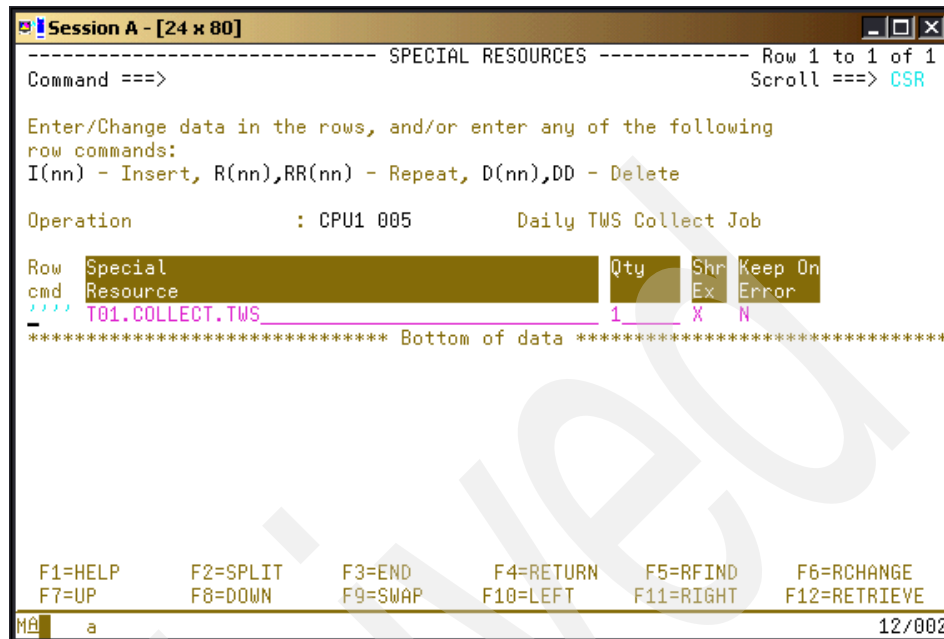 Session A - [24 x 80]
------------------------------ SPECIAL RESOURCES ------------- Row 1 to 1 of 1
Command ===> Scroll ===> CSR
Enter/Change data in the rows, and/or enter any of the following
row commands:
I(nn) - Insert, R(nn),RR(nn) - Repeat, D(nn),DD - Delete
Operation : CPU1 005 Daily TWS Collect Job
Row Special Qty Shr Keep On
cmd Resource Ex Error
'''' T01.COLLECT.TWS_____________________________ 1_____ X N
******************************* Bottom of data ********************************
F1=HELP F2=SPLIT F3=END F4=RETURN F5=RFIND F6=RCHANGE
F7=UP F8=DOWN F9=SWAP F10=LEFT F11=RIGHT F12=RETRIEVE
MA a 12/002